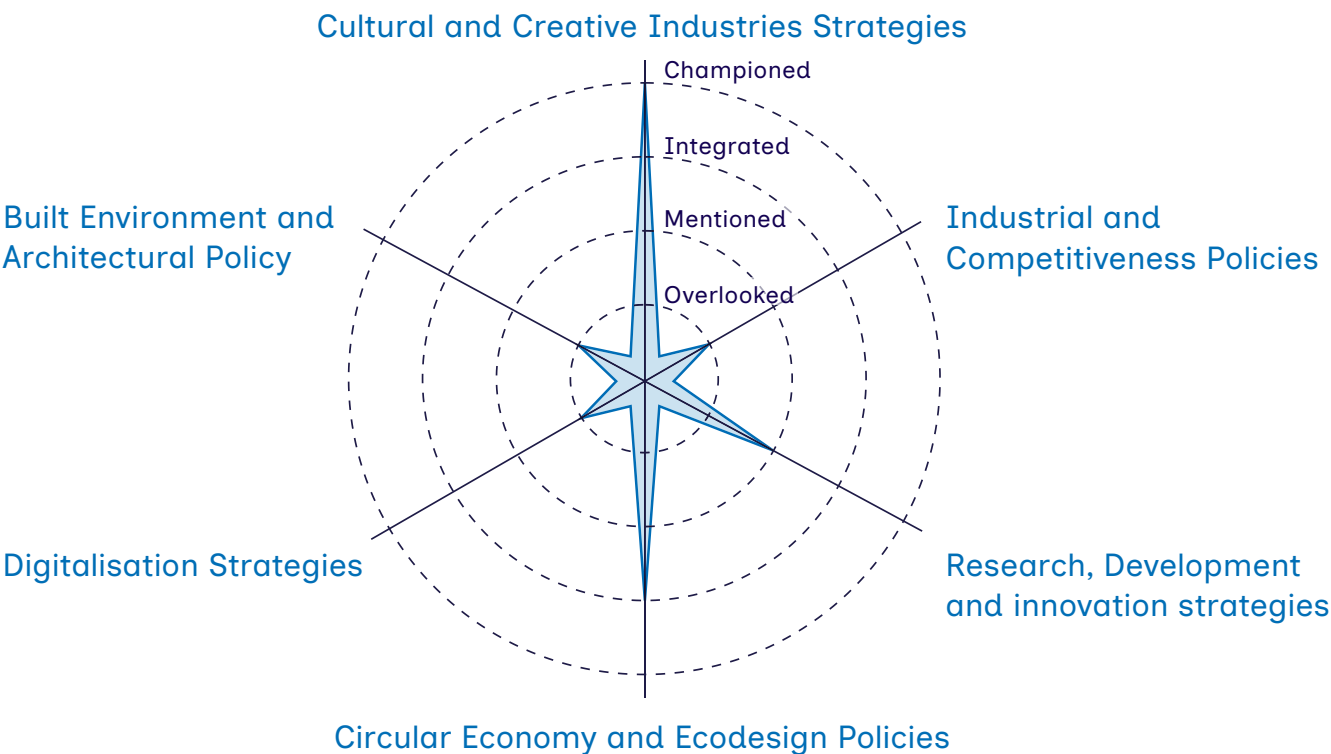 Cultural and Creative Industries Strategies
Championed
Integrated
Mentioned
Overlooked
Built Environment and
Architectural Policy
Industrial and
Competitiveness Policies
Digitalisation Strategies
Research, Development
and innovation strategies
Circular Economy and Ecodesign Policies